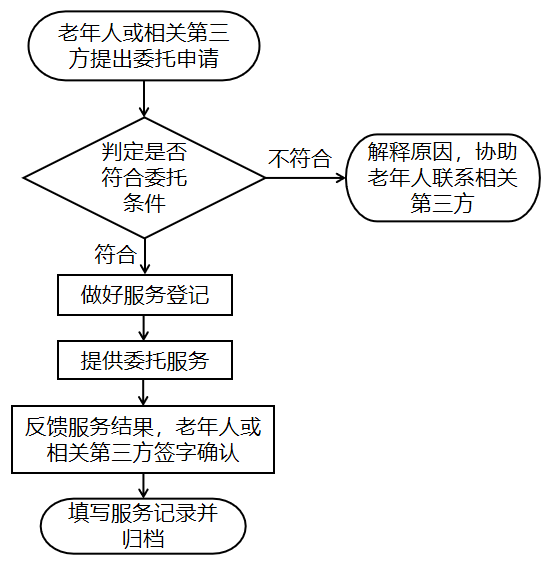 老年人或相关第三
方提出委托申请
判定是否
符合委托
条件
不符合
解释原因，协助
老年人联系相关
第三方
符合
做好服务登记
提供委托服务
反馈服务结果，老年人或
相关第三方签字确认
填写服务记录并
归档